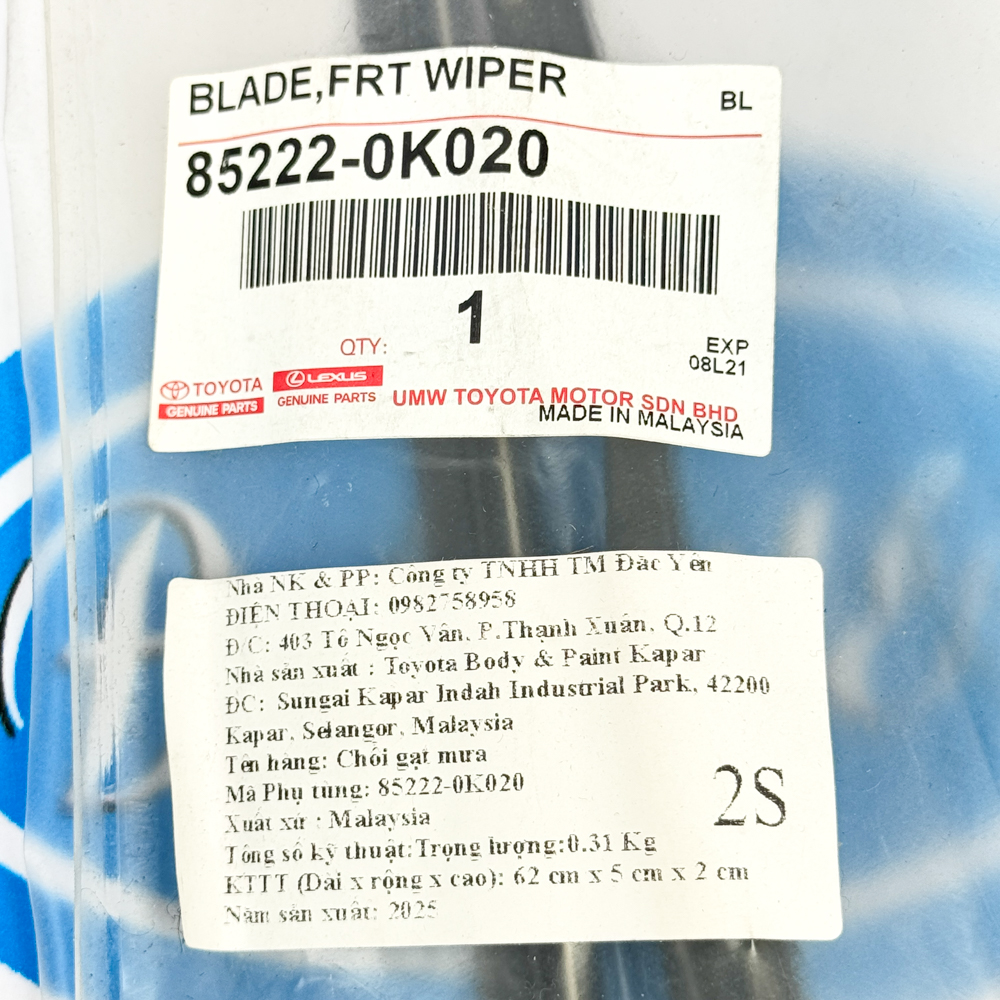 BLADE,FRT WIPER
BL
85222-0K020
1
QTY:
EXP
08L21
TOYOTA
GENUINE PARTS
LEXUS
GENUINE PARTS
UMW TOYOTA MOTOR SDN BHD
MADE IN MALAYSIA
Nhà NK & PP: Công ty TNHH TM Đắc Yên
ĐIỆN THOẠI: 0982758958
Đ/C: 403 Tô Ngọc Vân, P.Thạnh Xuân, Q.12
Nhà sản xuất : Toyota Body & Paint Kapar
ĐC: Sungai Kapar Indah Industrial Park, 42200
Kapar, Selangor, Malaysia
Tên hàng: Chổi gạt mưa
Mã Phụ tùng: 85222-0K020
Xuất xứ : Malaysia
2S
Tông số kỹ thuật:Trọng lượng:0.31 Kg
KTTT (Dài x rộng x cao): 62 cm x 5 cm x 2 cm
Năm sản xuất: 2025